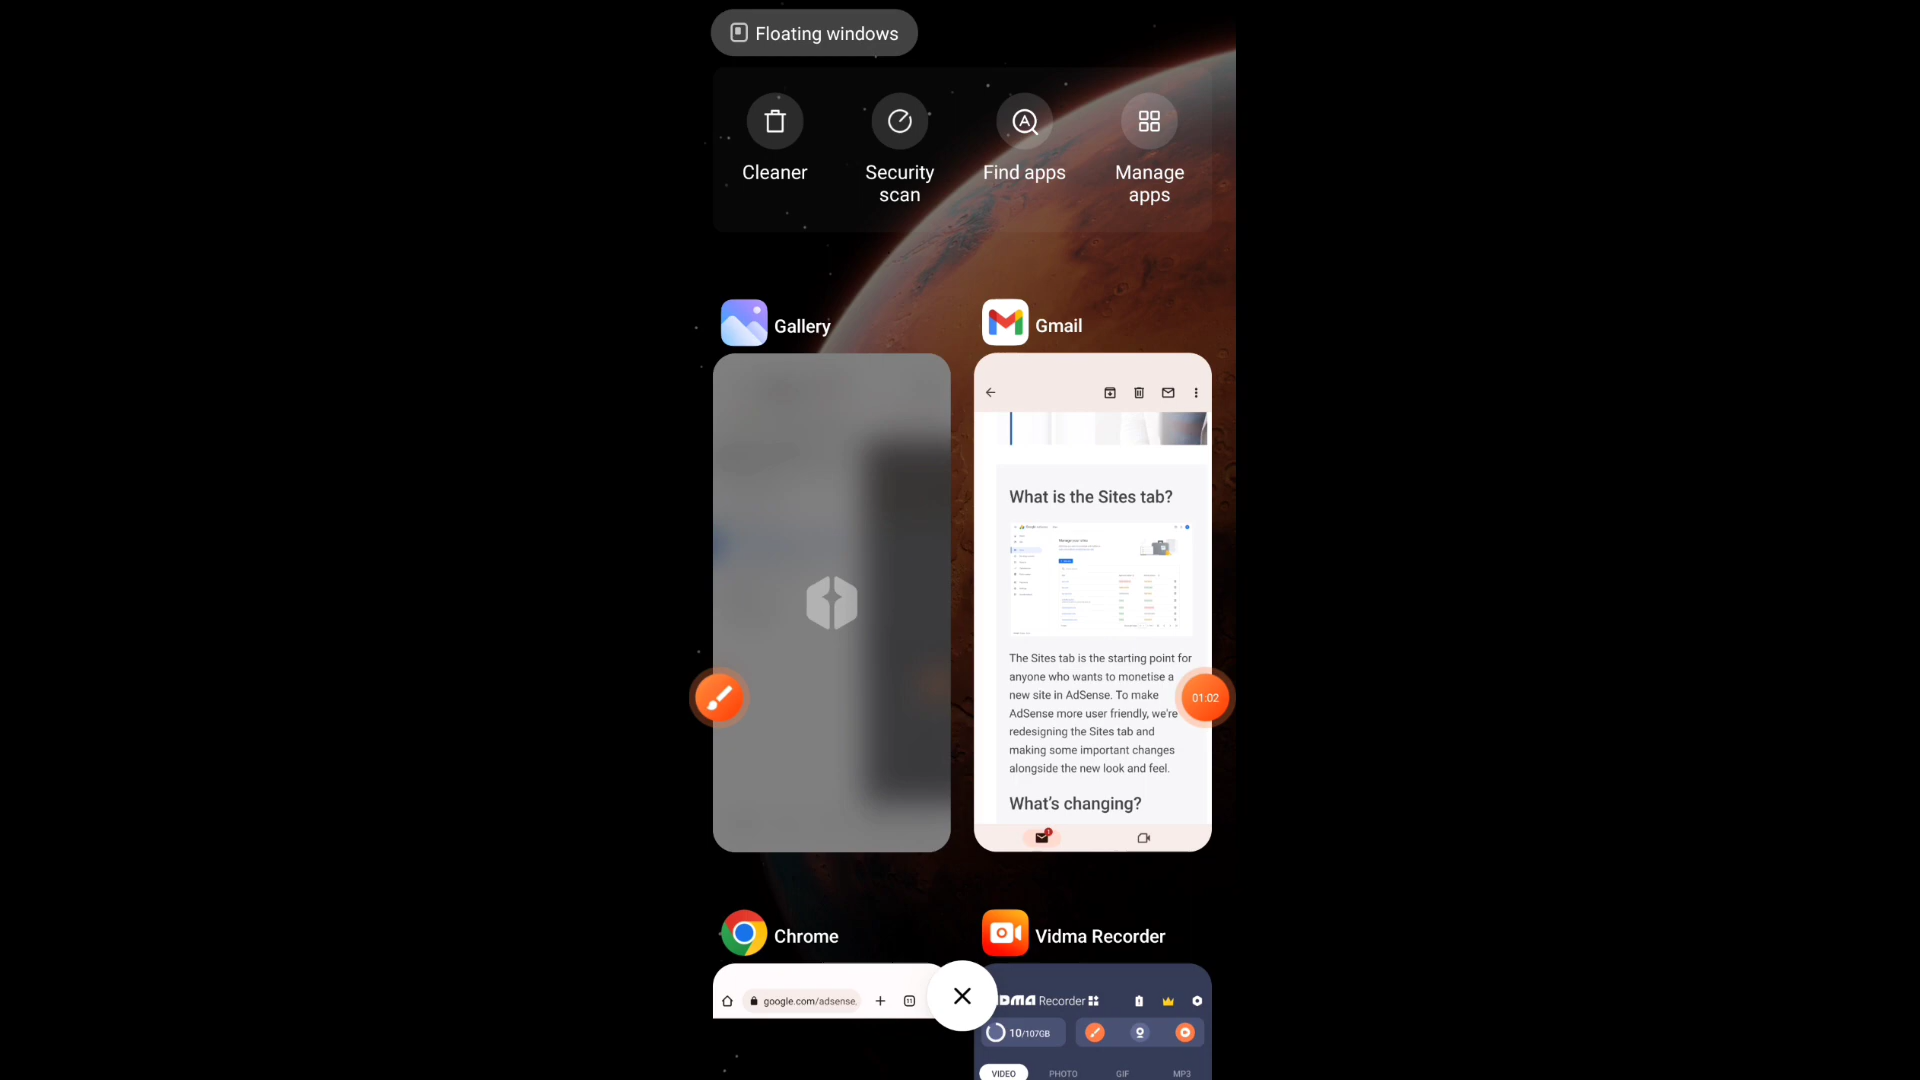 Floating windows
Cleaner
Security
scan
Find apps
Manage
apps
Gallery
Gmail
What is the Sites tab?
The Sites tab is the starting point for
anyone who wants to monetise a
new site in AdSense. To make
AdSense more user friendly, we're
redesigning the Sites tab and
making some important changes
alongside the new look and feel.
What's changing?
01:02
Chrome
Vidma Recorder
google.com/adsense.
Recorder
10/107GB
VIDEO
PHOTO
GIF
MP3